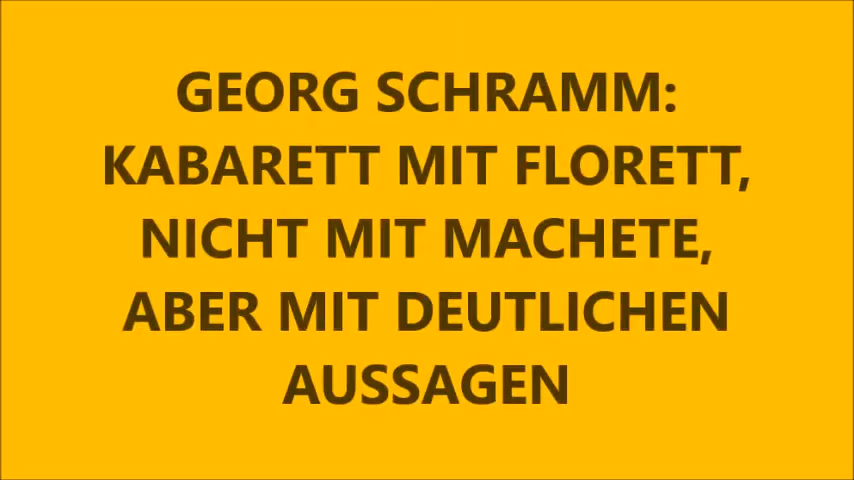 GEORG SCHRAMM:
KABARETT MIT FLORETT,
NICHT MIT MACHETE,
ABER MIT DEUTLICHEN
AUSSAGEN